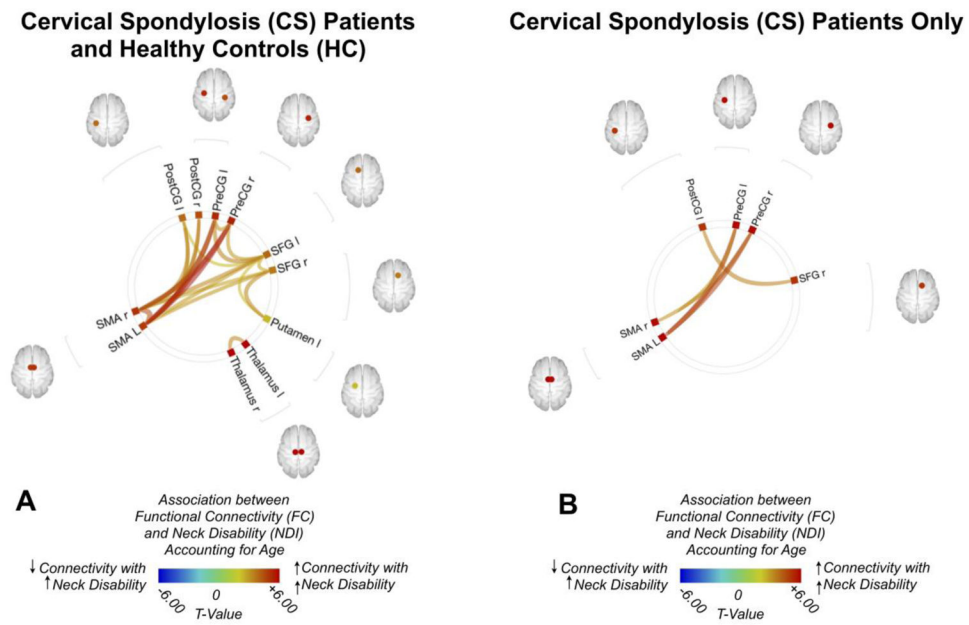 Cervical Spondylosis (CS) Patients
and Healthy Controls (HC)
PostCG l
PostCG r
PreCG l
PreCG r
SFG l
SFG r
Putamen l
Thalamus l
Thalamus r
SMA L
SMA r
A
Association between
Functional Connectivity (FC)
and Neck Disability (NDI)
Accounting for Age
↓ Connectivity with
↑ Neck Disability
↑ Connectivity with
↑ Neck Disability
-6.00
0
+6.00
T-Value
Cervical Spondylosis (CS) Patients Only
PostCG l
PreCG l
PreCG r
SFG r
SMA r
SMA L
B
Association between
Functional Connectivity (FC)
and Neck Disability (NDI)
Accounting for Age
↓ Connectivity with
↑ Neck Disability
↑ Connectivity with
↑ Neck Disability
-6.00
0
+6.00
T-Value